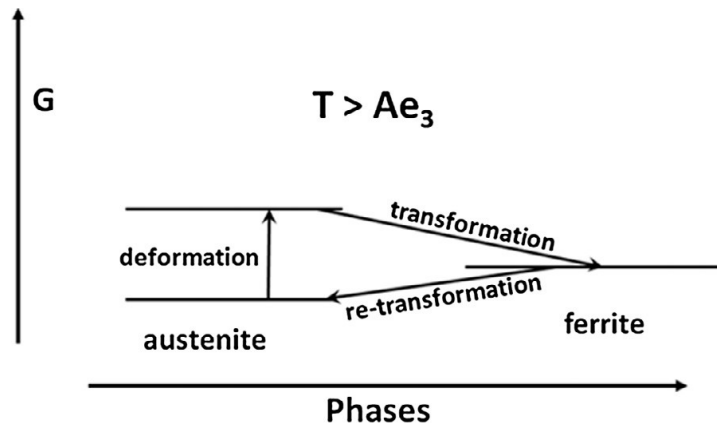 G
T > Ae₃
transformation
deformation
re-transformation
austenite
ferrite
Phases